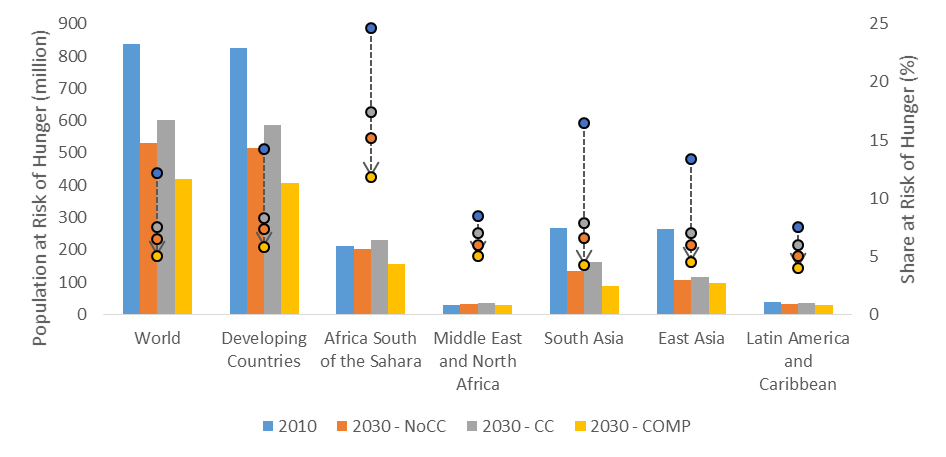 900
800
700
600
500
400
300
200
100
0
Population at Risk of Hunger (million)
25
20
15
10
5
0
Share at Risk of Hunger (%)
World
Developing
Countries
Africa South
of the Sahara
Middle East
and North
Africa
South Asia
East Asia
Latin America
and
Caribbean
2010
2030 - NoCC
2030 - CC
2030 - COMP